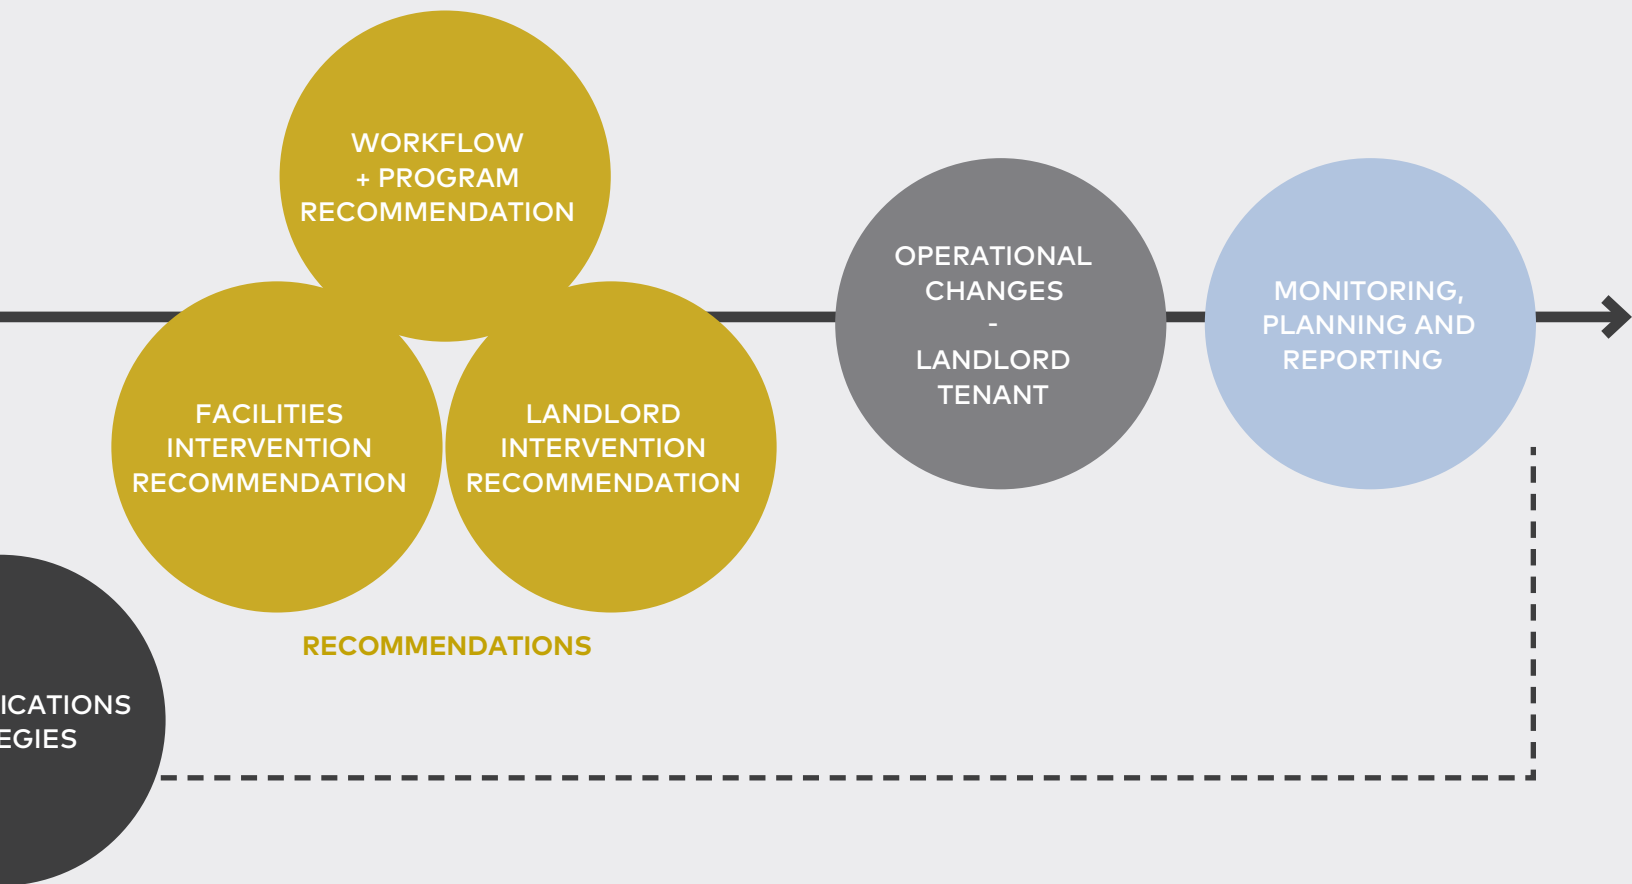 WORKFLOW
+ PROGRAM
RECOMMENDATION
FACILITIES
INTERVENTION
RECOMMENDATION
LANDLORD
INTERVENTION
RECOMMENDATION
RECOMMENDATIONS
OPERATIONAL
CHANGES
-
LANDLORD
TENANT
MONITORING,
PLANNING AND
REPORTING
ICATIONS
EGIES